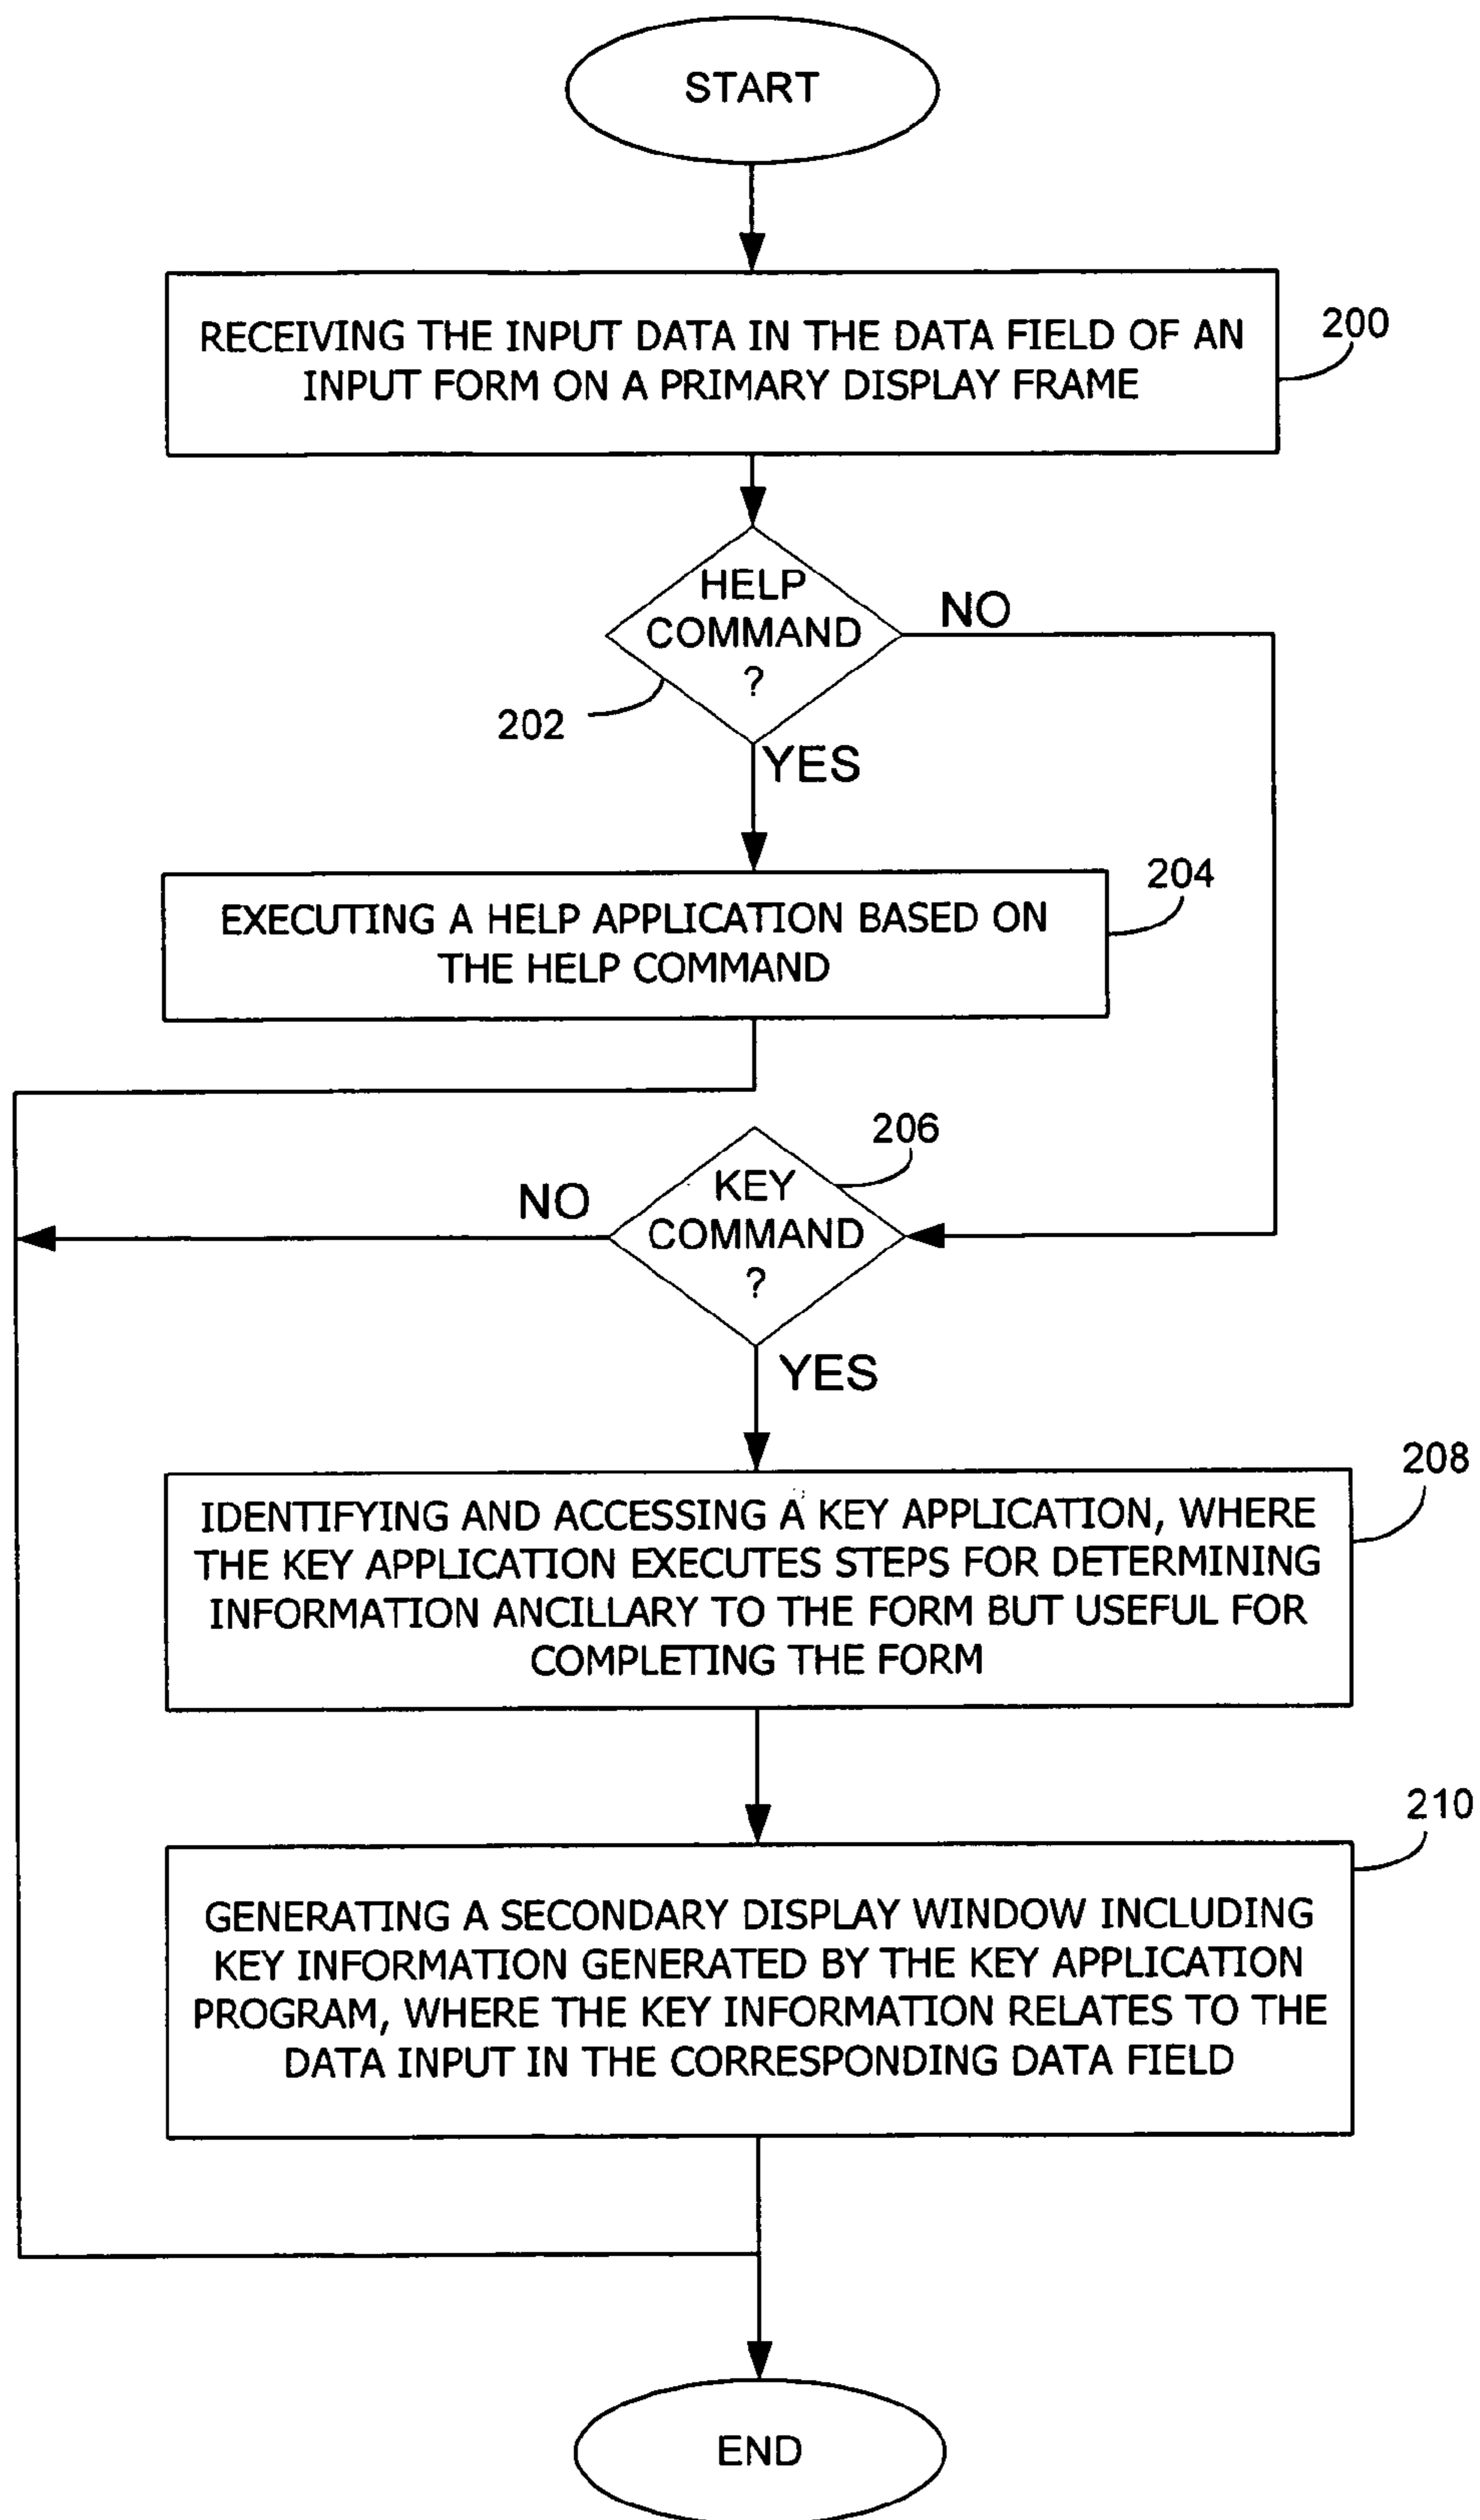 START
RECEIVING THE INPUT DATA IN THE DATA FIELD OF AN
INPUT FORM ON A PRIMARY DISPLAY FRAME
200
HELP
COMMAND
?
NO
202
YES
204
EXECUTING A HELP APPLICATION BASED ON
THE HELP COMMAND
206
KEY
COMMAND
?
NO
YES
208
IDENTIFYING AND ACCESSING A KEY APPLICATION, WHERE
THE KEY APPLICATION EXECUTES STEPS FOR DETERMINING
INFORMATION ANCILLARY TO THE FORM BUT USEFUL FOR
COMPLETING THE FORM
210
GENERATING A SECONDARY DISPLAY WINDOW INCLUDING
KEY INFORMATION GENERATED BY THE KEY APPLICATION
PROGRAM, WHERE THE KEY INFORMATION RELATES TO THE
DATA INPUT IN THE CORRESPONDING DATA FIELD
END